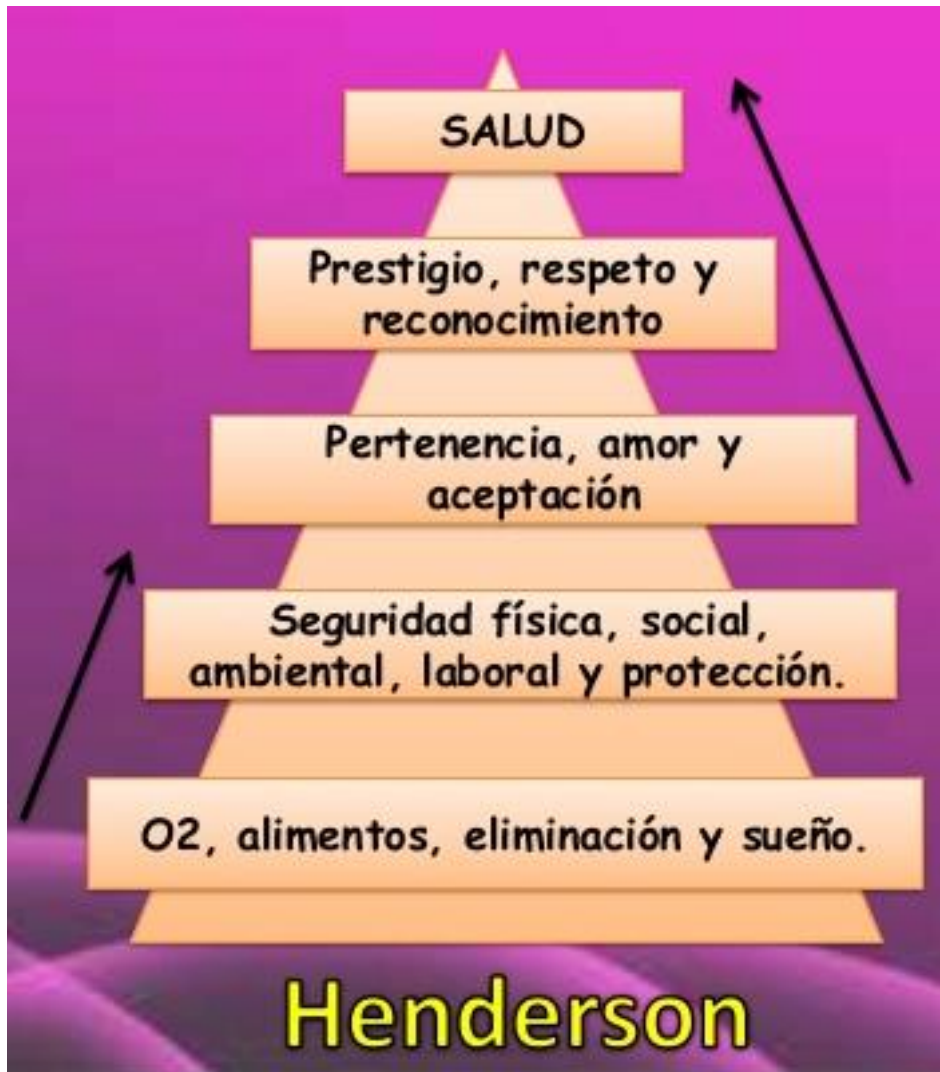 SALUD
Prestigio, respeto y
reconocimiento
Pertenencia, amor y
aceptación
Seguridad física, social,
ambiental, laboral y protección.
O2, alimentos, eliminación y sueño.
Henderson